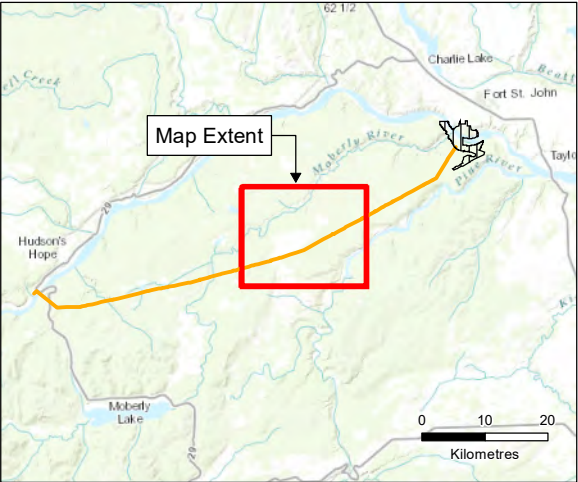 62 1/2
Charlie Lake
Fort St. John
Map Extent
Moberly River
Pine River
Hudson's
Hope
29
Moberly
Lake
29
0 10 20
Kilometres